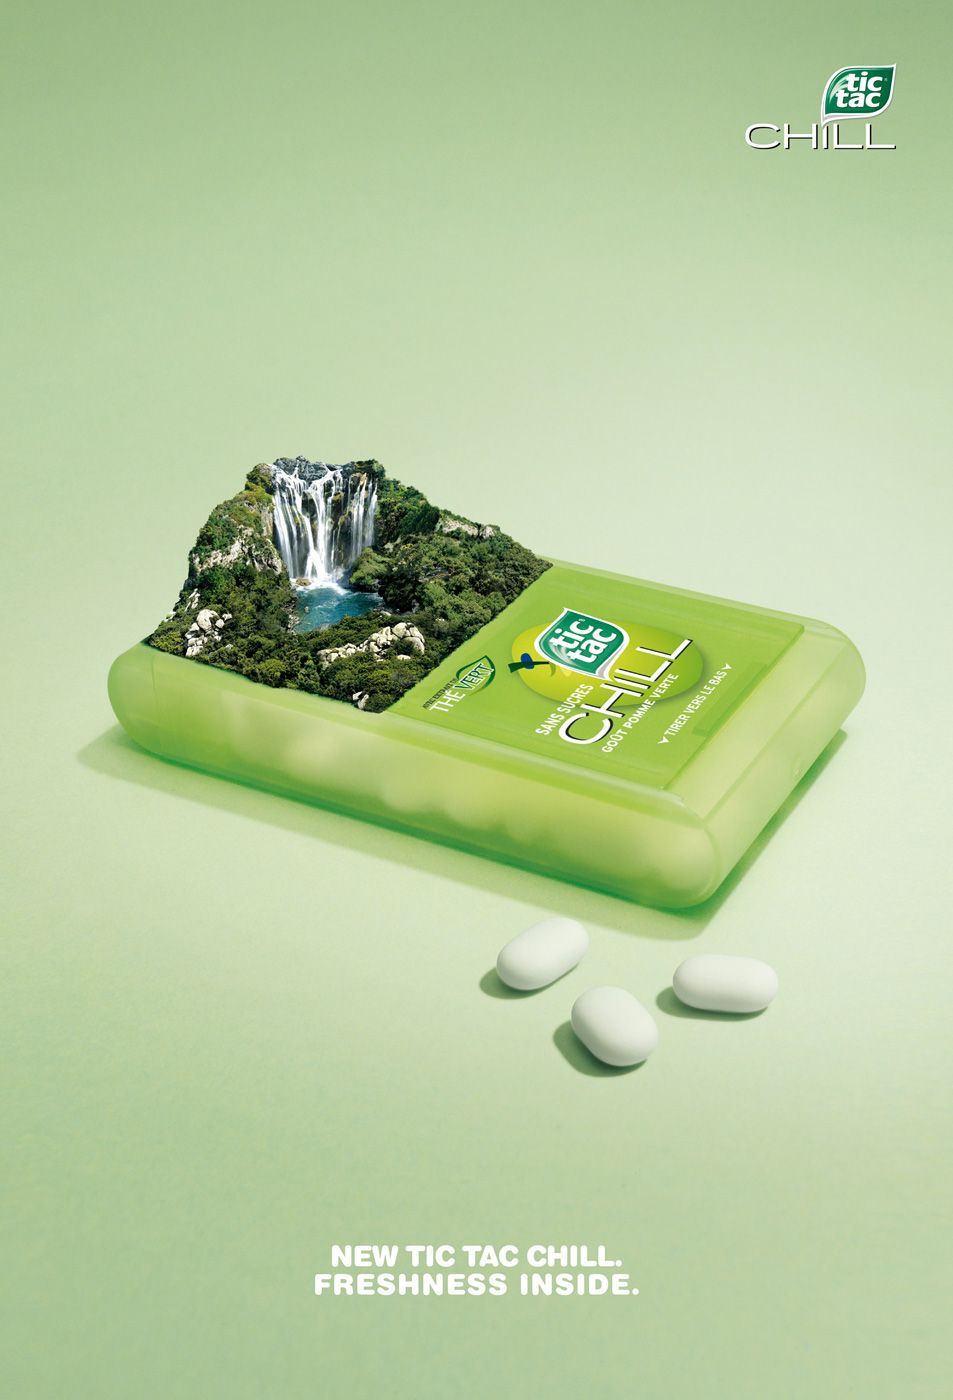 tic
tac
CHILL
THE VERT
tic
tac
CHILL
SANS SUCRES
GOÛT POMME VERTE
TIRER VERS LE BAS
NEW TIC TAC CHILL.
FRESHNESS INSIDE.